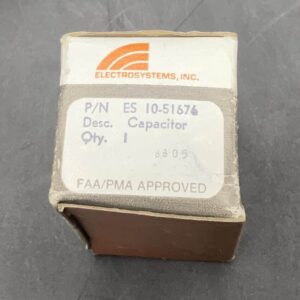 ELECTROSYSTEMS, INC.
P/N ES 10-51676
Desc. Capacitor
Qty. 1
8805
FAA/PMA APPROVED